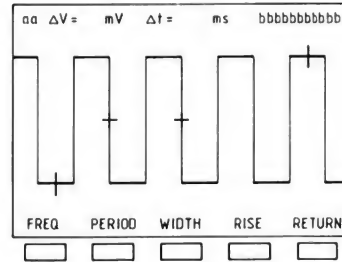 aa ΔV = mV Δt = ms bbbbbbbbbbb
FREQ PERIOD WIDTH RISE RETURN